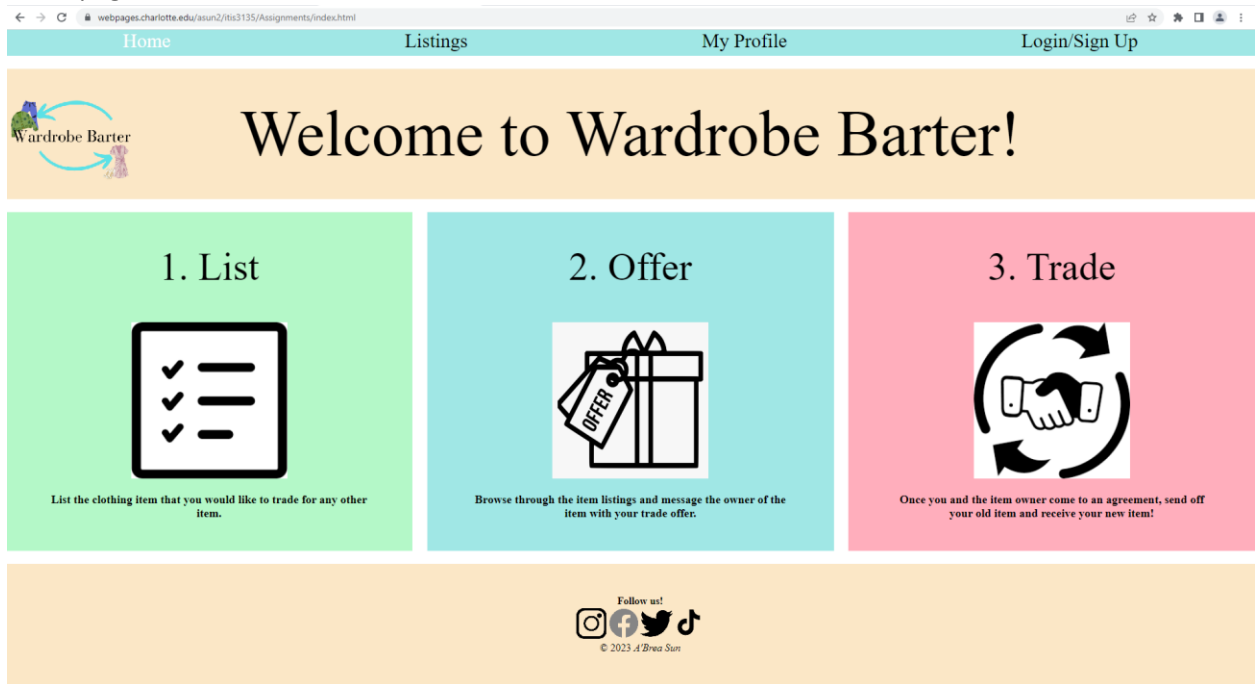 webpages.charlotte.edu/asun2/itis3135/Assignments/index.html
Home Listings My Profile Login/Sign Up
Wardrobe Barter
Welcome to Wardrobe Barter!
1. List
2. Offer
3. Trade
OFFER
List the clothing item that you would like to trade for any other
item.
Browse through the item listings and message the owner of the
item with your trade offer.
Once you and the item owner come to an agreement, send off
your old item and receive your new item!
Follow us!
© 2023 A'Brea Sun